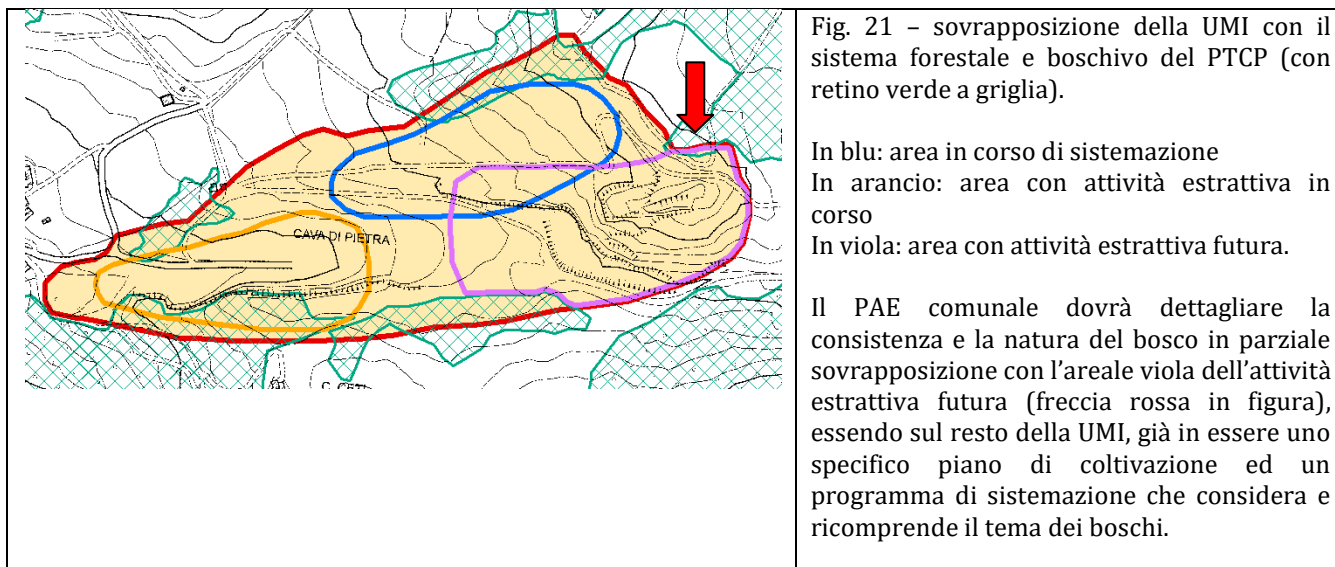 CAVA DI PIETRA
Fig. 21 – sovrapposizione della UMI con il
sistema forestale e boschivo del PTCP (con
retino verde a griglia).
In blu: area in corso di sistemazione
In arancio: area con attività estrattiva in
corso
In viola: area con attività estrattiva futura.
Il PAE comunale dovrà dettagliare la
consistenza e la natura del bosco in parziale
sovrapposizione con l’areale viola dell’attività
estrattiva futura (freccia rossa in figura),
essendo sul resto della UMI, già in essere uno
specifico piano di coltivazione ed un
programma di sistemazione che considera e
ricomprende il tema dei boschi.